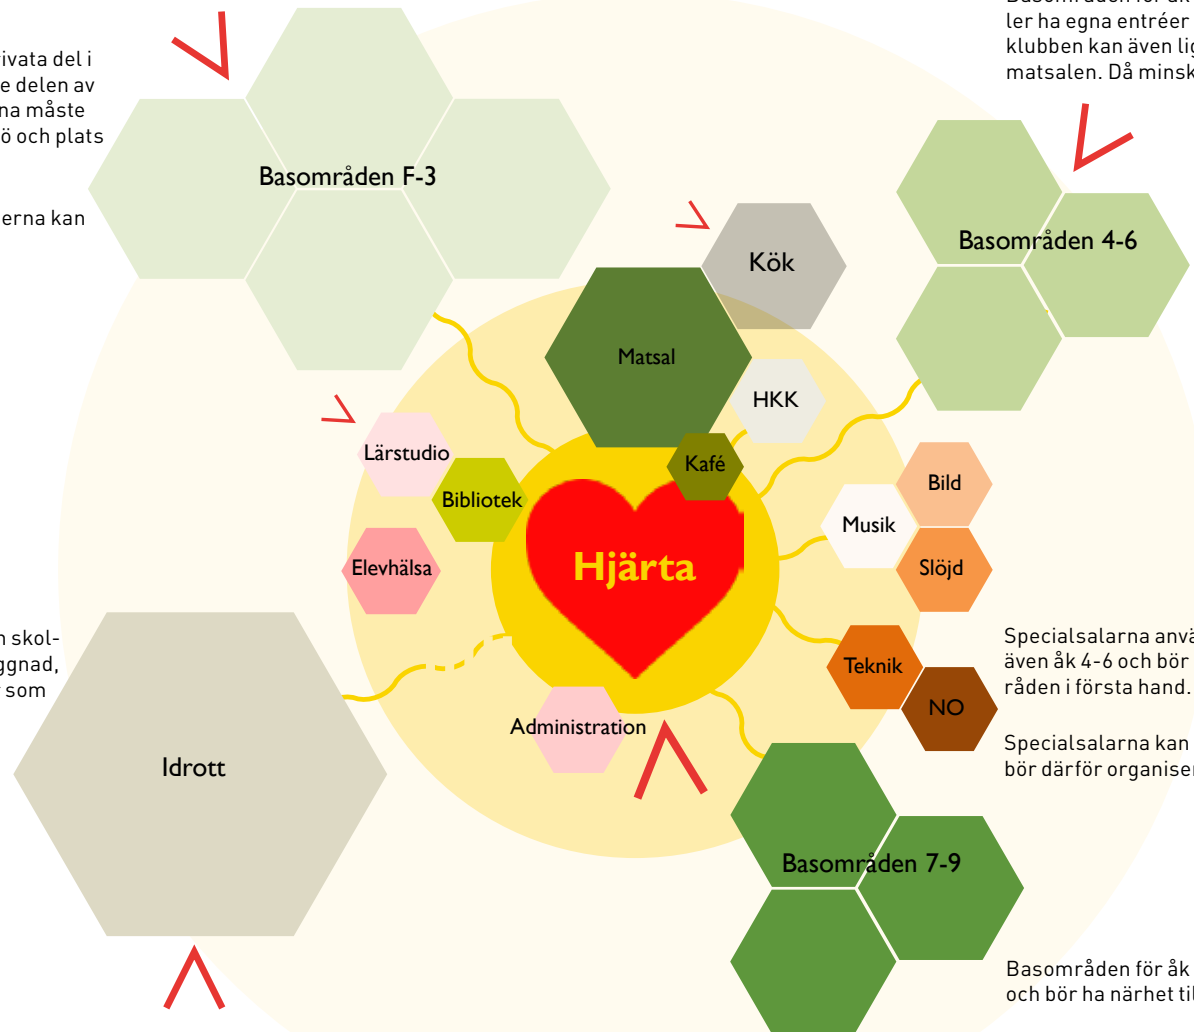 Basområden för åk
ler ha egna entréer
klubben kan även lig
matsalen. Då minsk
ivata del i
e delen av
na måste
ö och plats
erna kan
Basområden F-3
Basområden 4-6
Kök
Matsal
HKK
Kafé
Lärstudio
Bibliotek
Elevhälsa
Hjärta
Bild
Musik
Slöjd
Teknik
NO
n skol-
ggnad,
r som
Specialsalarna anvä
även åk 4-6 och bör
råden i första hand.
Specialsalarna kan
bör därför organiser
Administration
Idrott
Basområden 7-9
Basområden för åk
och bör ha närhet til